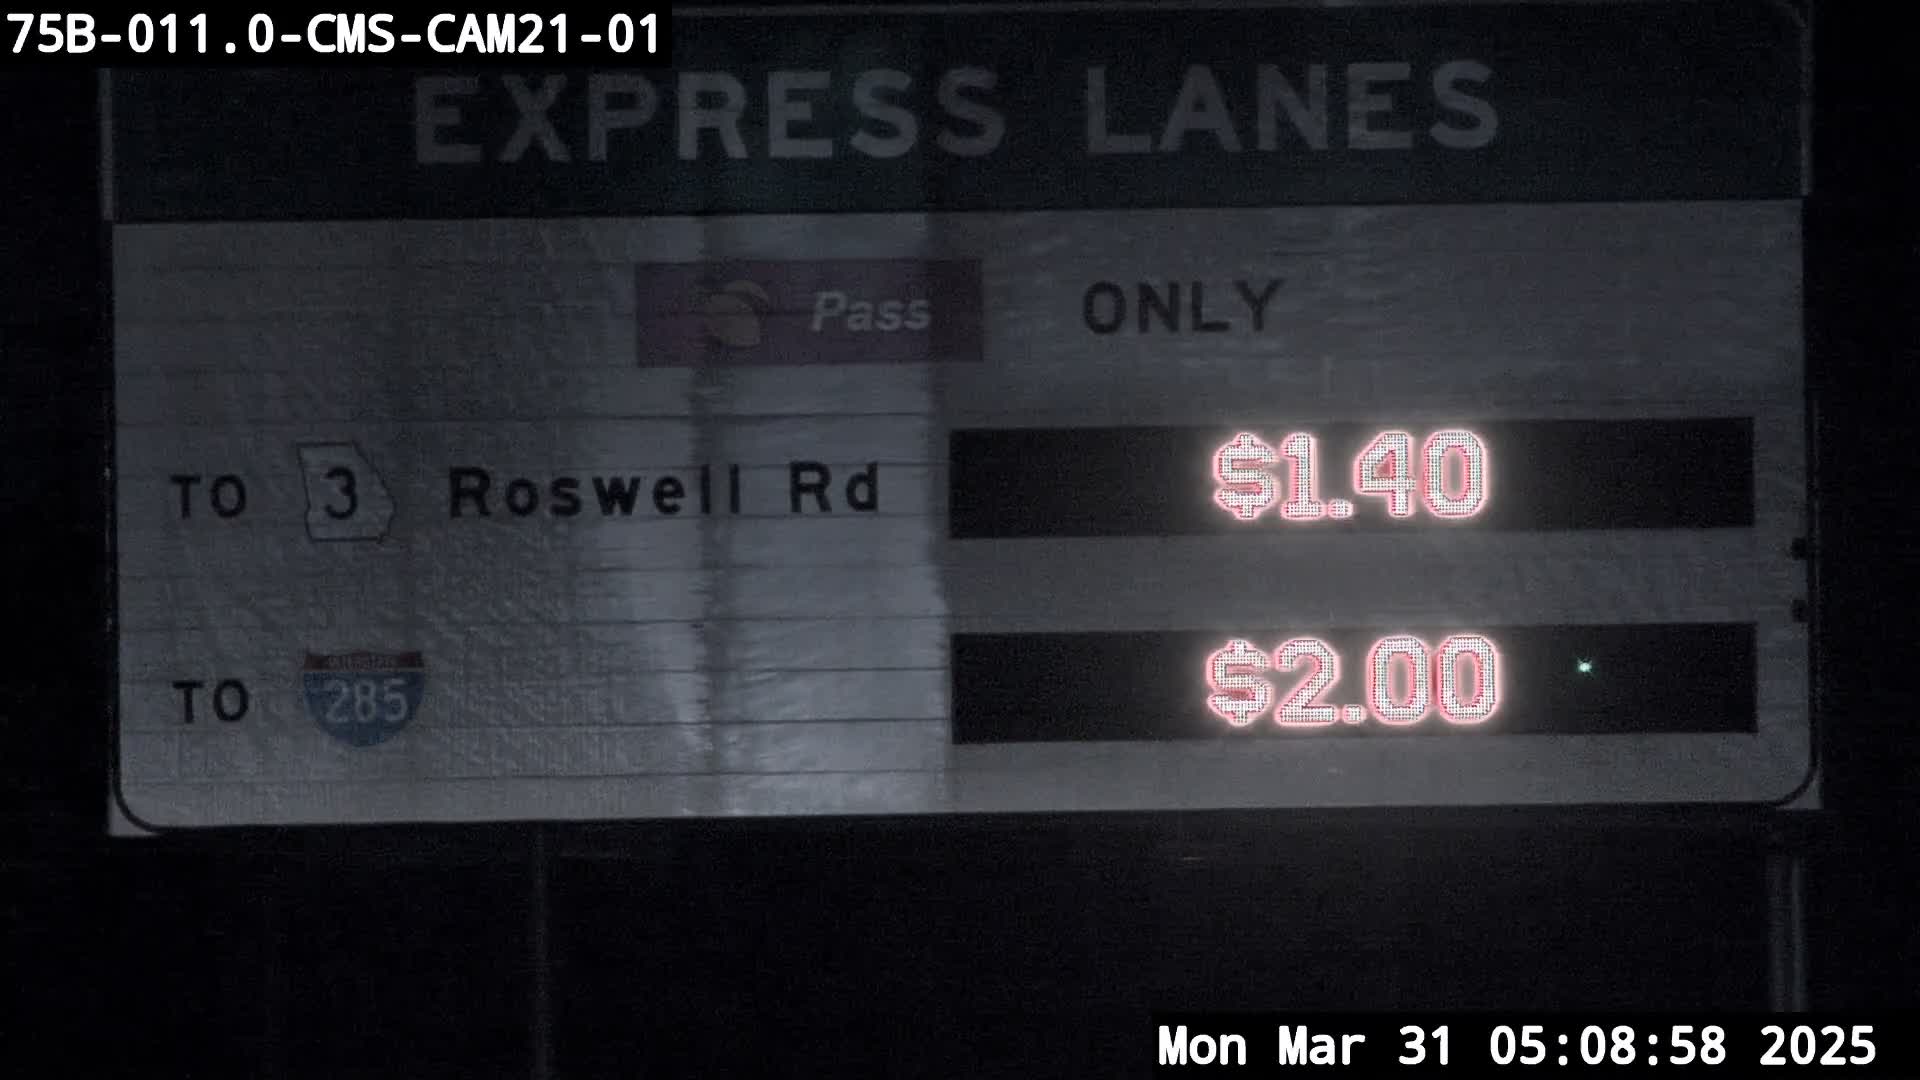 75B-011.0-CMS-CAM21-01
EXPRESS LANES
Pass ONLY
TO 3 Roswell Rd $1.40
INTERSTATE
TO 285 $2.00
Mon Mar 31 05:08:58 2025